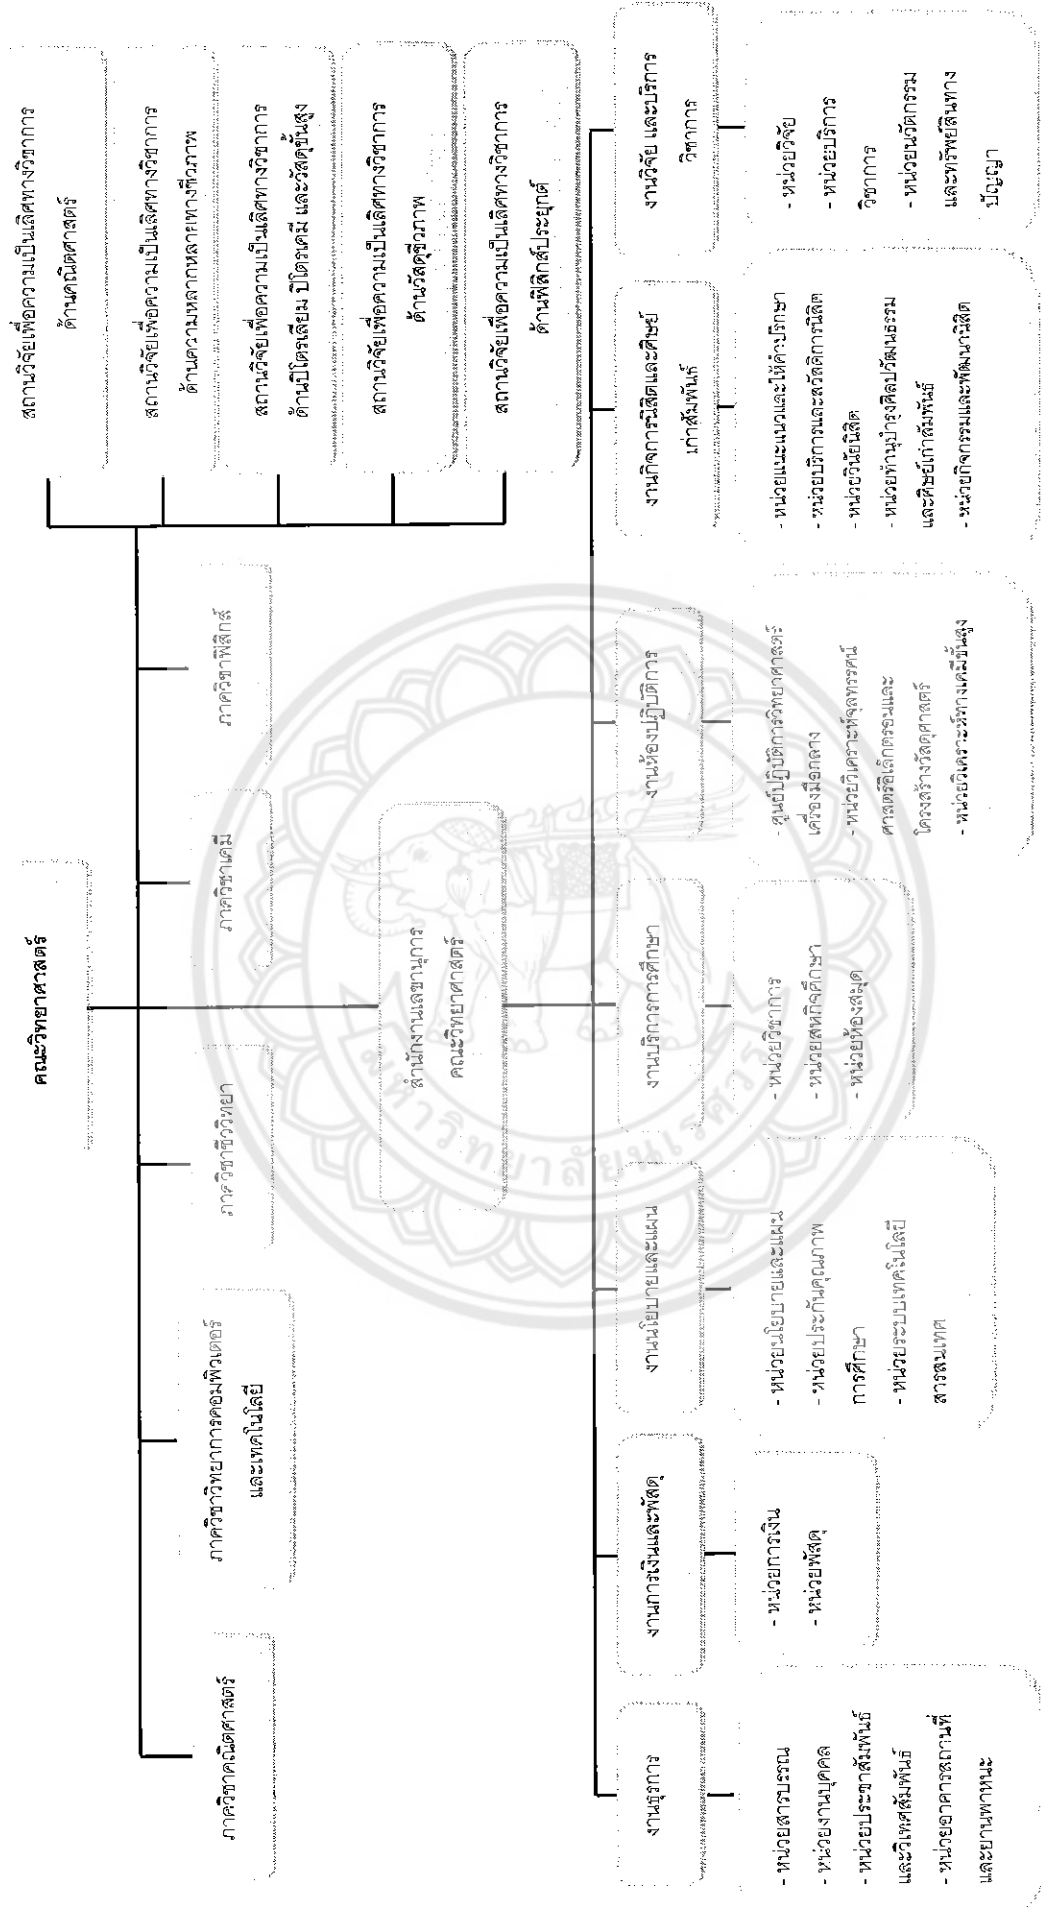 คณะวิทยาศาสตร์
ภาควิชาคณิตศาสตร์
ภาควิชาวิทยาการคอมพิวเตอร์
และเทคโนโลยี
ภาควิชาชีววิทยา
ภาควิชาเคมี
ภาควิชาฟิสิกส์
สถานวิจัยเพื่อความเป็นเลิศทางวิชาการ
ด้านคณิตศาสตร์
สถานวิจัยเพื่อความเป็นเลิศทางวิชาการ
ด้านความหลากหลายทางชีวภาพ
สถานวิจัยเพื่อความเป็นเลิศทางวิชาการ
ด้านปิโตรเลียม ปิโตรเคมี และวัสดุขั้นสูง
สถานวิจัยเพื่อความเป็นเลิศทางวิชาการ
ด้านวัสดุชีวภาพ
สถานวิจัยเพื่อความเป็นเลิศทางวิชาการ
ด้านฟิสิกส์ประยุกต์
สำนักงานเลขานุการ
คณะวิทยาศาสตร์
งานธุรการ
- หน่วยสารบรรณ
- หน่วยงานบุคคล
- หน่วยประชาสัมพันธ์
และวิเทศสัมพันธ์
- หน่วยอาคารสถานที่
และยานพาหนะ
งานการเงินและพัสดุ
- หน่วยการเงิน
- หน่วยพัสดุ
งานนโยบายและแผน
- หน่วยนโยบายและแผน
- หน่วยประกันคุณภาพ
การศึกษา
- หน่วยระบบเทคโนโลยี
สารสนเทศ
งานบริการการศึกษา
- หน่วยวิชาการ
- หน่วยสหกิจศึกษา
- หน่วยห้องสมุด
งานห้องปฏิบัติการ
- ศูนย์ปฏิบัติการวิทยาศาสตร์
เครื่องมือกลาง
- หน่วยวิเคราะห์จุลทรรศน์
ศาสตร์อิเล็กตรอนและ
โครงสร้างวัสดุศาสตร์
- หน่วยวิเคราะห์ทางเคมีขั้นสูง
งานกิจการนิสิตและศิษย์
เก่าสัมพันธ์
- หน่วยแนะแนวและให้คำปรึกษา
- หน่วยบริการและสวัสดิการนิสิต
- หน่วยวินัยนิสิต
- หน่วยทำนุบำรุงศิลปวัฒนธรรม
และศิษย์เก่าสัมพันธ์
- หน่วยกิจกรรมและพัฒนานิสิต
งานวิจัย และบริการ
วิชาการ
- หน่วยวิจัย
- หน่วยบริการ
วิชาการ
- หน่วยนวัตกรรม
และทรัพย์สินทาง
ปัญญา
มหาวิทยาลัยนเรศวร